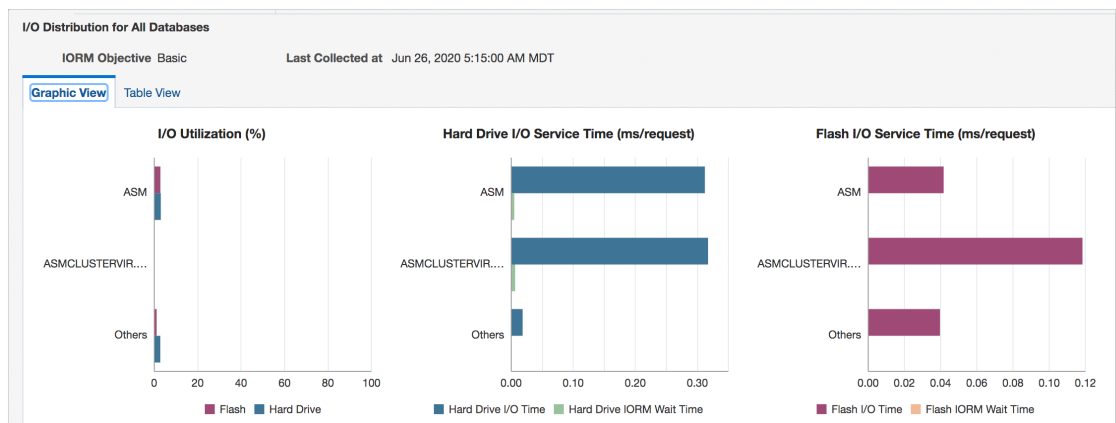 I/O Distribution for All Databases
IORM Objective Basic Last Collected at Jun 26, 2020 5:15:00 AM MDT
Graphic View Table View
I/O Utilization (%)
ASM
ASMCLUSTERVIR....
Others
0 20 40 60 80 100
Flash Hard Drive
Hard Drive I/O Service Time (ms/request)
ASM
ASMCLUSTERVIR....
Others
0.00 0.10 0.20 0.30
Hard Drive I/O Time Hard Drive IORM Wait Time
Flash I/O Service Time (ms/request)
ASM
ASMCLUSTERVIR....
Others
0.00 0.02 0.04 0.06 0.08 0.10 0.12
Flash I/O Time Flash IORM Wait Time